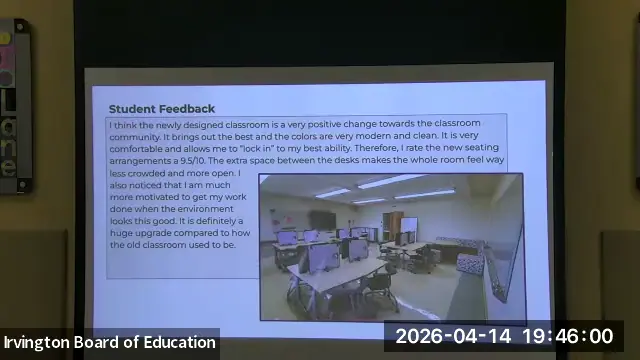 Student Feedback
I think the newly designed classroom is a very positive change towards the classroom
community. It brings out the best and the colors are very modern and clean. It is very
comfortable and allows me to "lock in" to my best ability. Therefore, I rate the new seating
arrangements a 9.5/10. The extra space between the desks makes the whole room feel way
less crowded and more open. I
also noticed that I am much
more motivated to get my work
done when the environment
looks this good. It is definitely a
huge upgrade compared to how
the old classroom used to be.
Irvington Board of Education
2026-04-14 19:46:00